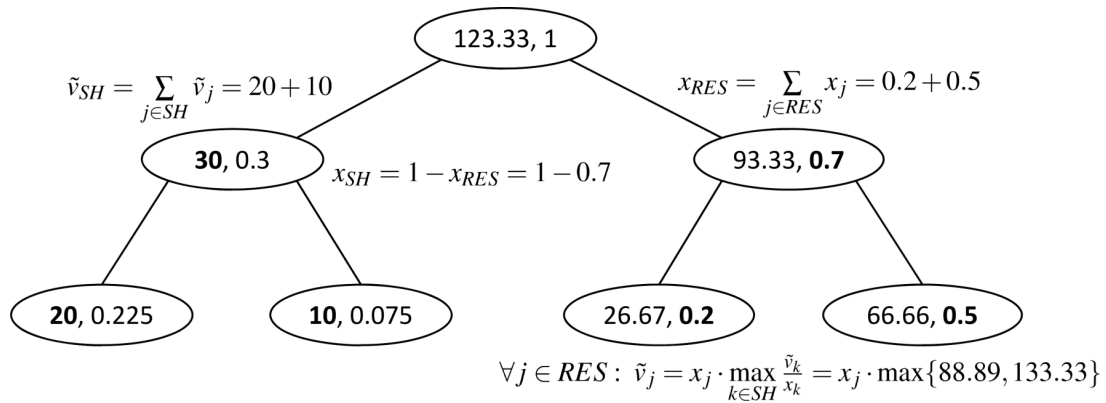 123.33, 1
ṽ_SH = ∑_{j∈SH} ṽ_j = 20 + 10
x_RES = ∑_{j∈RES} x_j = 0.2 + 0.5
30, 0.3
x_SH = 1 − x_RES = 1 − 0.7
93.33, 0.7
20, 0.225
10, 0.075
26.67, 0.2
66.66, 0.5
∀j ∈ RES : ṽ_j = x_j · max_{k∈SH} ṽ_k/x_k = x_j · max{88.89, 133.33}